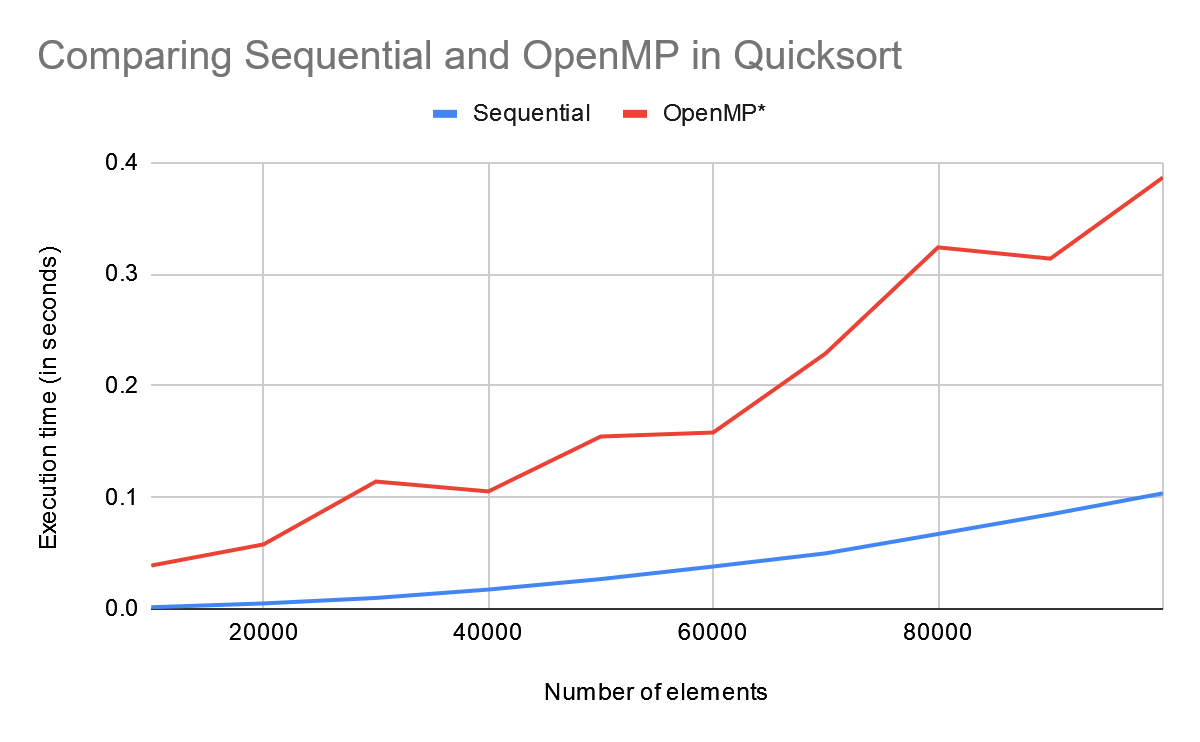 Comparing Sequential and OpenMP in Quicksort
Sequential
OpenMP*
0.4
0.3
0.2
0.1
0.0
Execution time (in seconds)
20000
40000
60000
80000
Number of elements